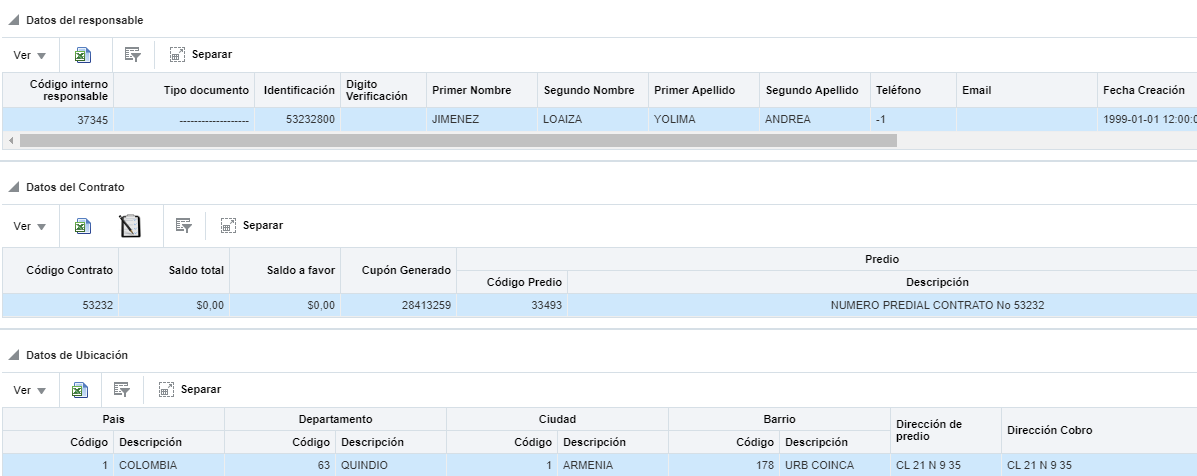 Datos del responsable
Ver Separar
Código interno responsable Tipo documento Identificación Digito Verificación Primer Nombre Segundo Nombre Primer Apellido Segundo Apellido Teléfono Email Fecha Creación
37345 ------------------- 53232800 JIMENEZ LOAIZA YOLIMA ANDREA -1 1999-01-01 12:00:0
Datos del Contrato
Ver Separar
Predio
Código Contrato Saldo total Saldo a favor Cupón Generado
Código Predio Descripción
53232 $0,00 $0,00 28413259 33493 NUMERO PREDIAL CONTRATO No 53232
Datos de Ubicación
Ver Separar
Pais Departamento Ciudad Barrio Dirección de predio Dirección Cobro
Código Descripción Código Descripción Código Descripción Código Descripción
1 COLOMBIA 63 QUINDIO 1 ARMENIA 178 URB COINCA CL 21 N 9 35 CL 21 N 9 35